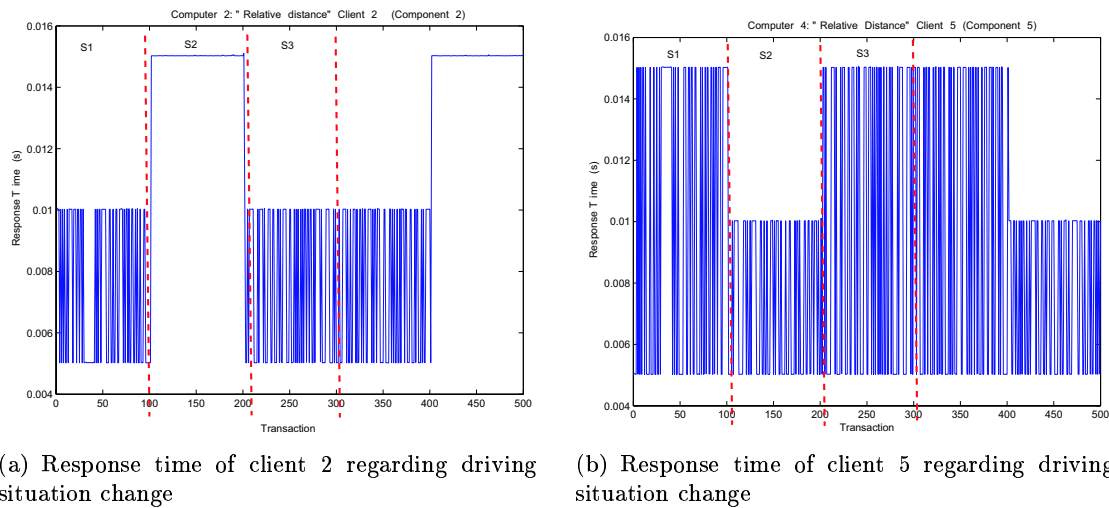 Computer 2: " Relative distance" Client 2 (Component 2)
0.016
0.014
0.012
0.01
0.008
0.006
0.004
Response T ime (s)
S1
S2
S3
0
50
100
150
200
250
300
350
400
450
500
Transaction
(a) Response time of client 2 regarding driving
situation change
Computer 4: " Relative Distance" Client 5 (Component 5)
0.016
0.014
0.012
0.01
0.008
0.006
0.004
Response T ime (s)
S1
S2
S3
0
50
100
150
200
250
300
350
400
450
500
Transaction
(b) Response time of client 5 regarding driving
situation change